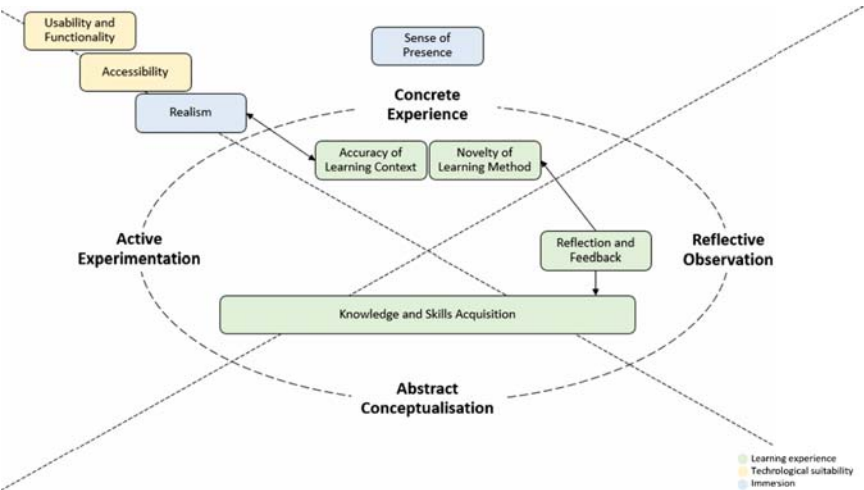 Usability and
Functionality
Sense of
Presence
Accessibility
Realism
Concrete
Experience
Accuracy of
Learning Context
Novelty of
Learning Method
Active
Experimentation
Reflection and
Feedback
Reflective
Observation
Knowledge and Skills Acquisition
Abstract
Conceptualisation
Learning experience
Technological suitability
Immersion